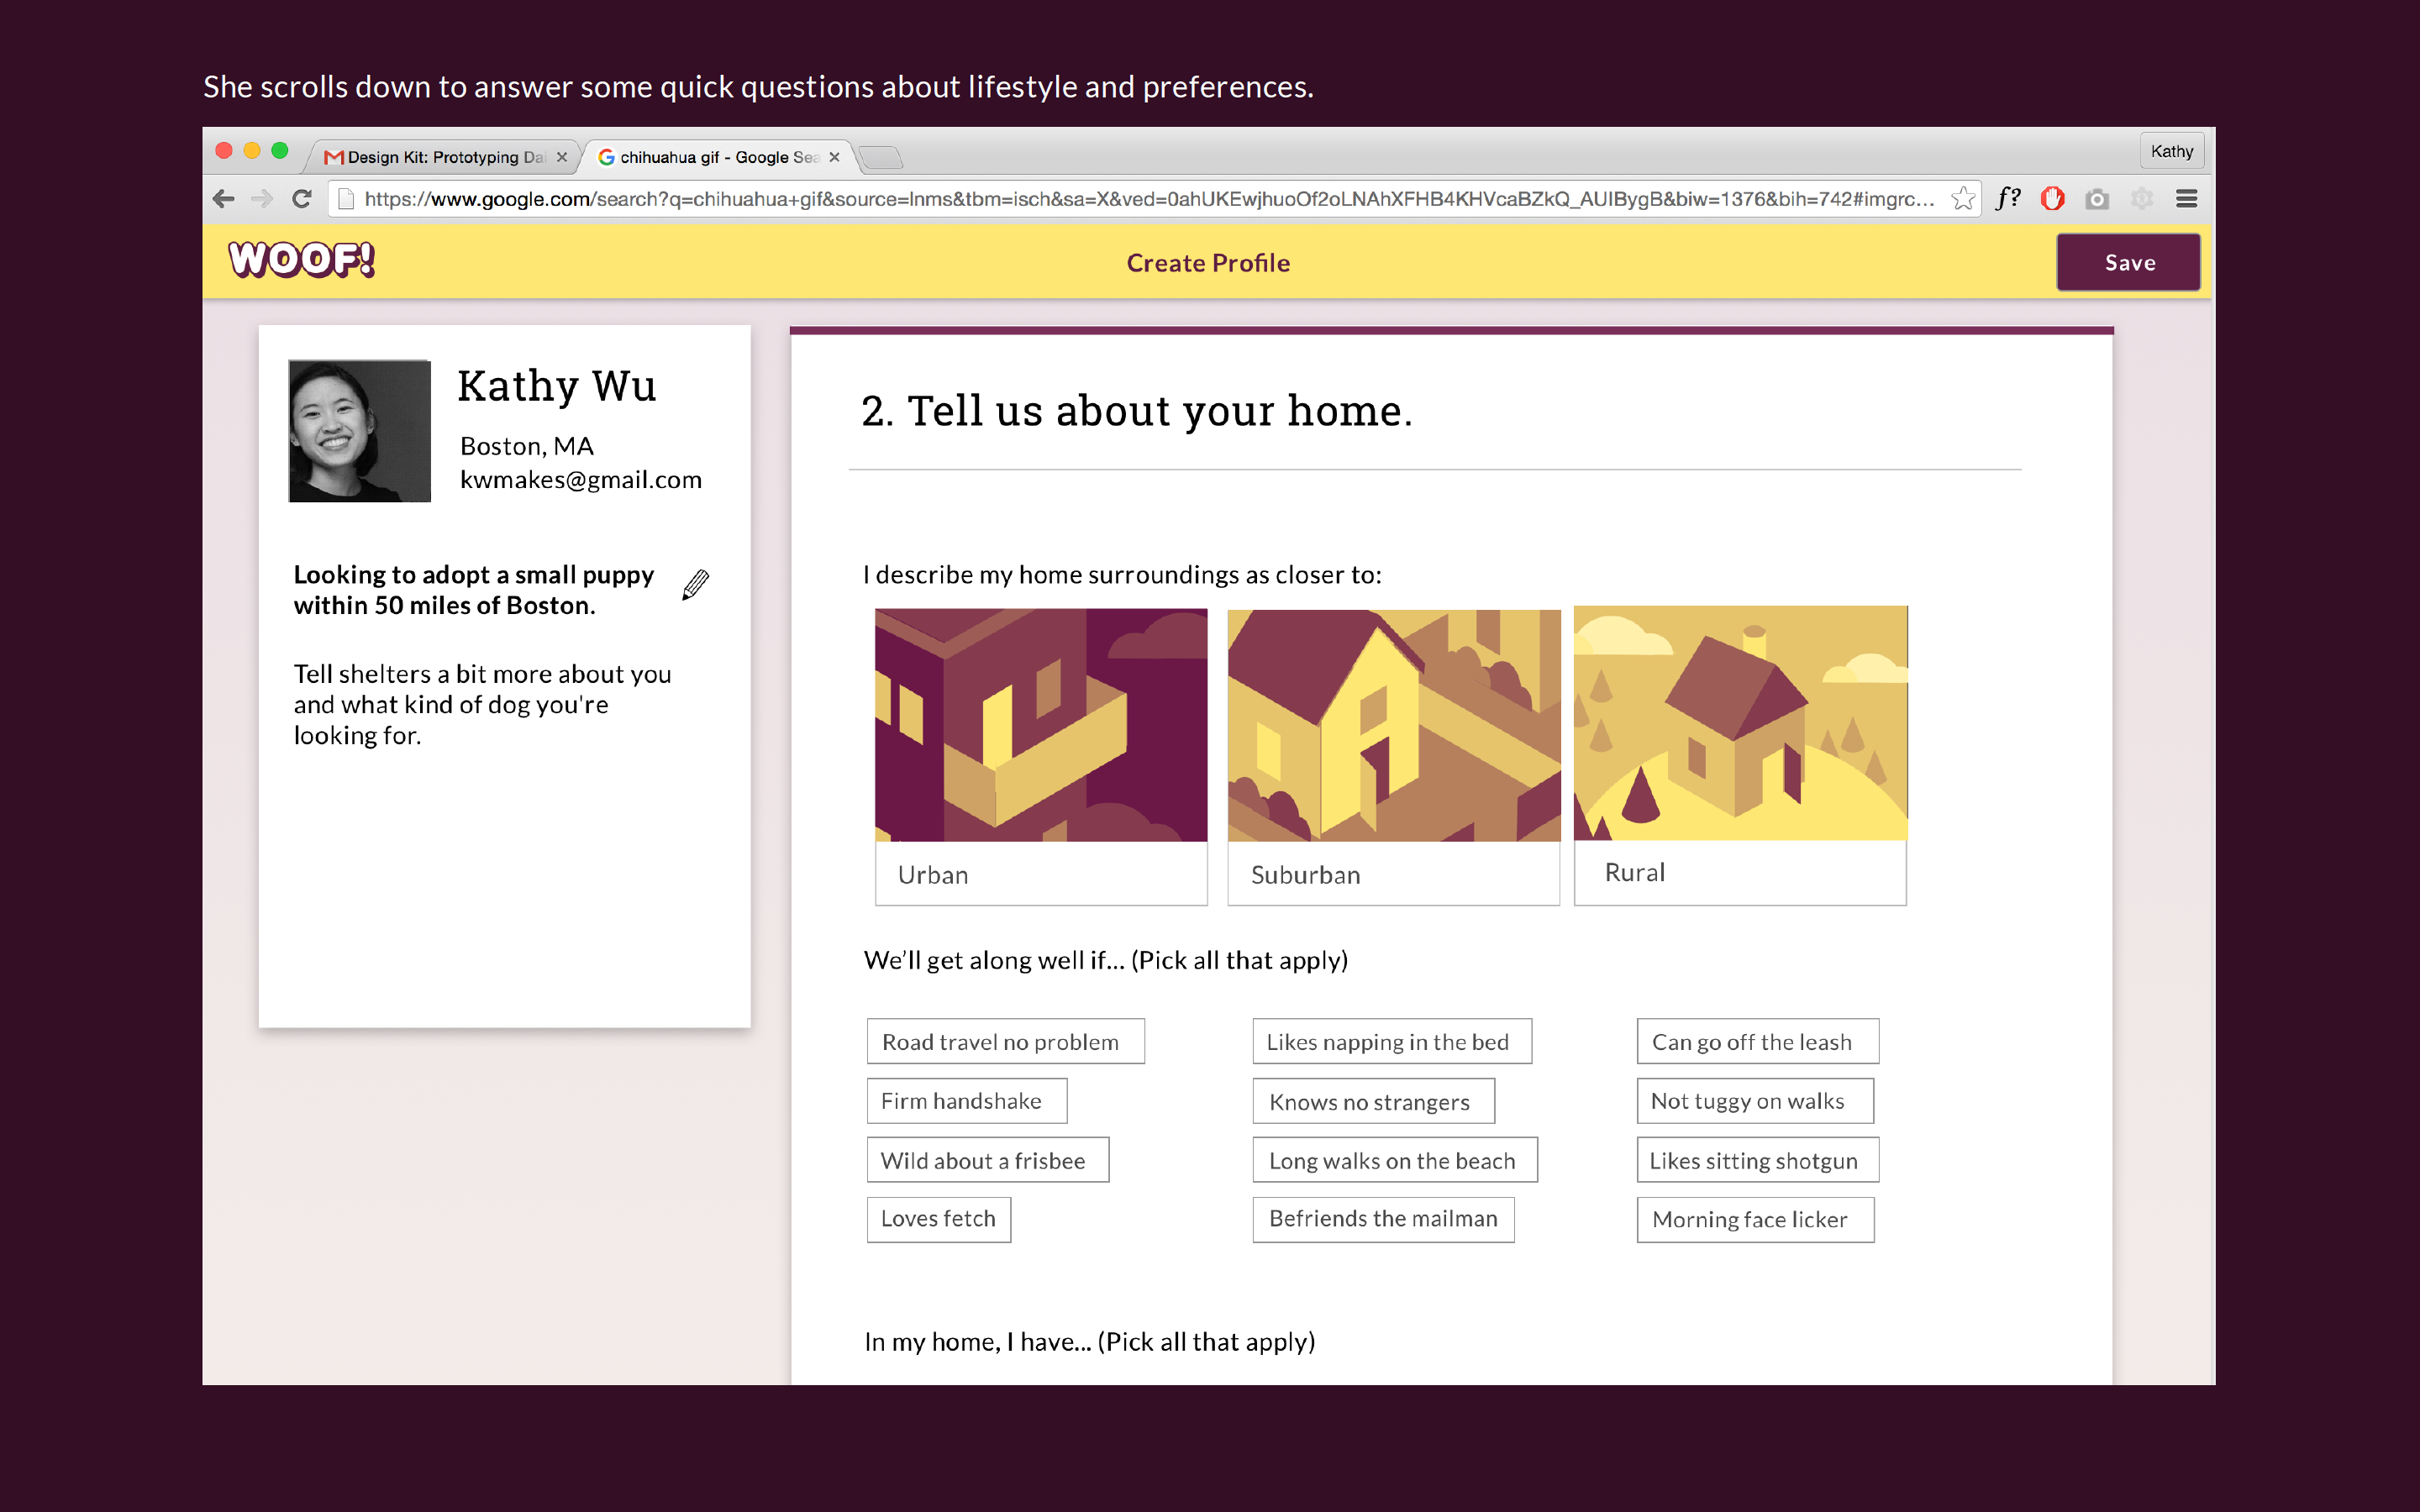 She scrolls down to answer some quick questions about lifestyle and preferences.
Design Kit: Prototyping Da
chihuahua gif - Google Sea
Kathy
https://www.google.com/search?q=chihuahua+gif&source=lnms&tbm=isch&sa=X&ved=0ahUKEwjhuoOf2oLNAhXFHB4KHVcaBZkQ_AUIBygB&biw=1376&bih=742#imgrc...
f?
WOOF!
Create Profile
Save
Kathy Wu
Boston, MA
kwmakes@gmail.com
Looking to adopt a small puppy
within 50 miles of Boston.
Tell shelters a bit more about you
and what kind of dog you're
looking for.
2. Tell us about your home.
I describe my home surroundings as closer to:
Urban
Suburban
Rural
We’ll get along well if... (Pick all that apply)
Road travel no problem
Likes napping in the bed
Can go off the leash
Firm handshake
Knows no strangers
Not tuggy on walks
Wild about a frisbee
Long walks on the beach
Likes sitting shotgun
Loves fetch
Befriends the mailman
Morning face licker
In my home, I have... (Pick all that apply)